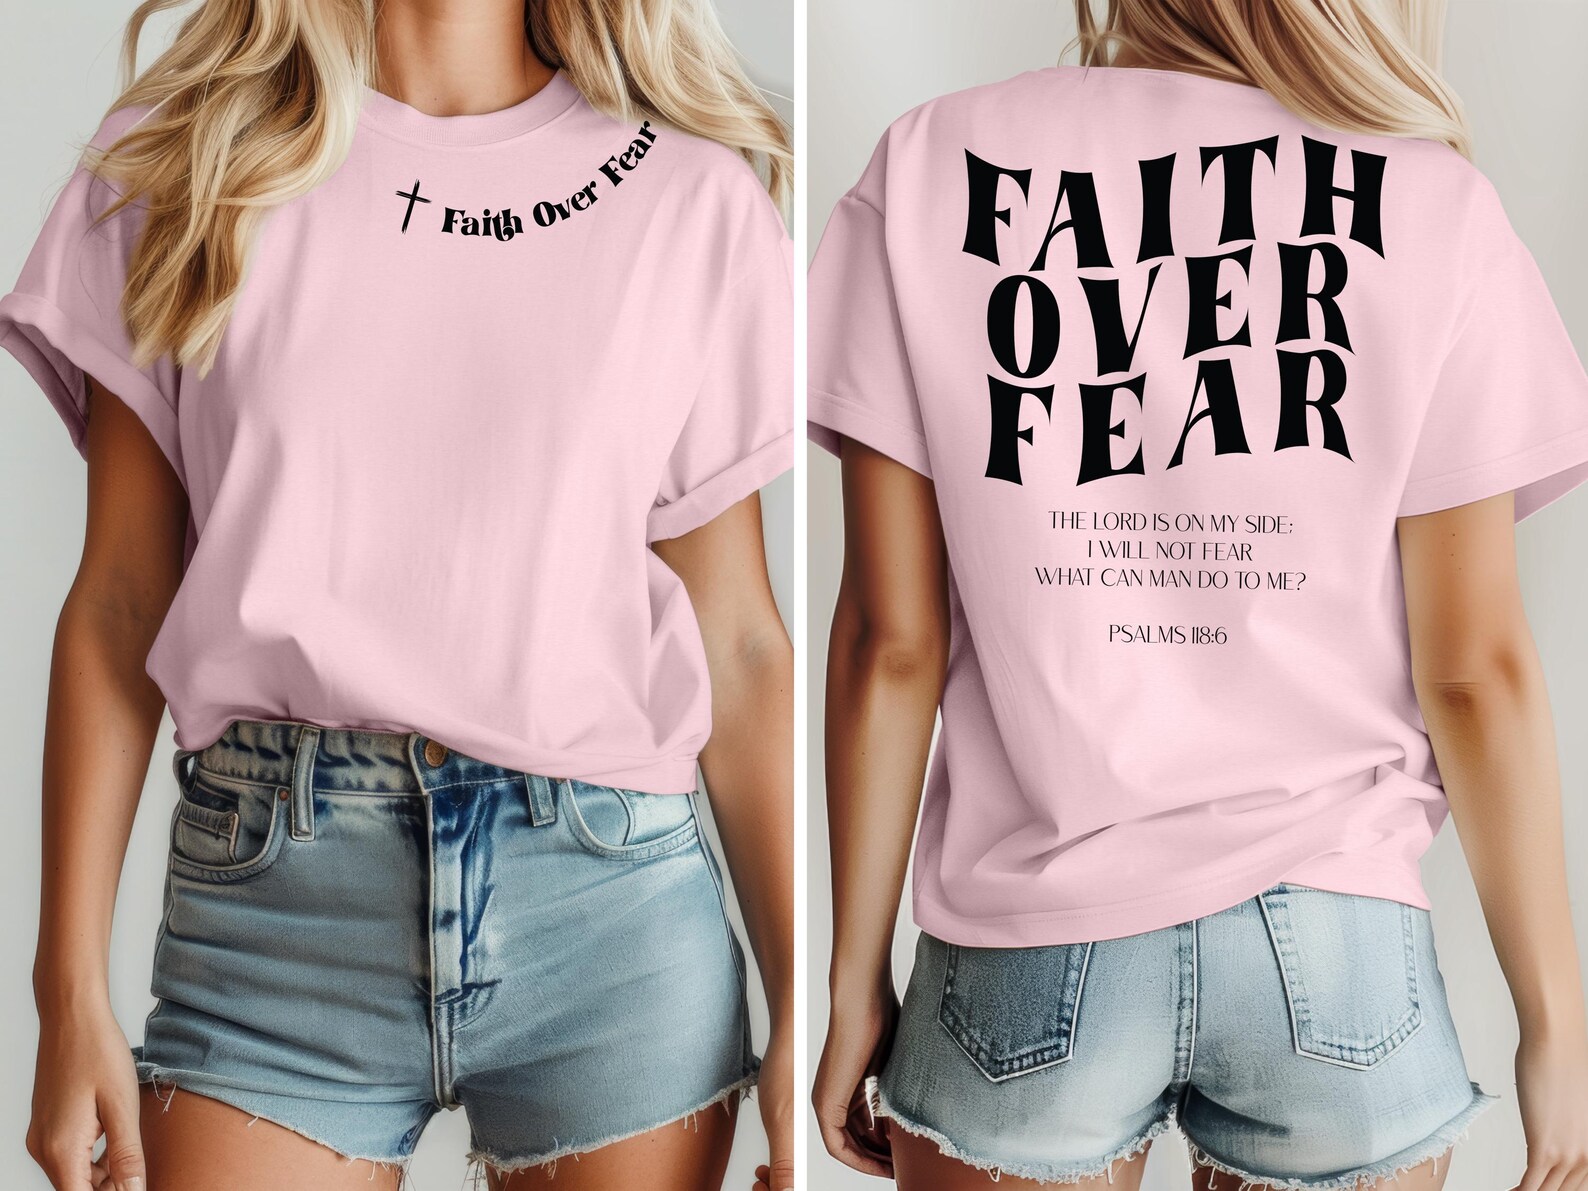 Faith Over Fear
FAITH
OVER
FEAR
THE LORD IS ON MY SIDE;
I WILL NOT FEAR
WHAT CAN MAN DO TO ME?
PSALMS 118:6